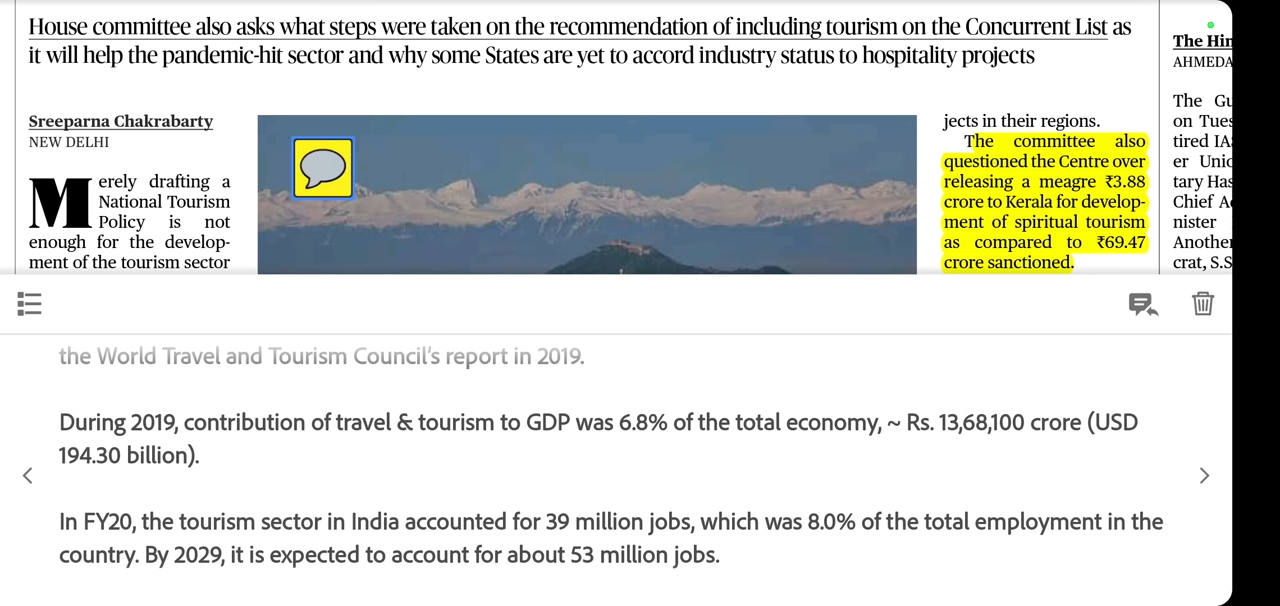 House committee also asks what steps were taken on the recommendation of including tourism on the Concurrent List as
it will help the pandemic-hit sector and why some States are yet to accord industry status to hospitality projects
Sreeparna Chakrabarty
NEW DELHI
Merely drafting a
National Tourism
Policy is not
enough for the develop-
ment of the tourism sector
jects in their regions.
The committee also
questioned the Centre over
releasing a meagre ₹3.88
crore to Kerala for develop-
ment of spiritual tourism
as compared to ₹69.47
crore sanctioned.
The Hin
AHMEDA
The Gu
on Tues
tired IA
er Unio
tary Has
Chief A
nister
Another
crat, S.S
the World Travel and Tourism Council's report in 2019.
During 2019, contribution of travel & tourism to GDP was 6.8% of the total economy, ~ Rs. 13,68,100 crore (USD
194.30 billion).
In FY20, the tourism sector in India accounted for 39 million jobs, which was 8.0% of the total employment in the
country. By 2029, it is expected to account for about 53 million jobs.